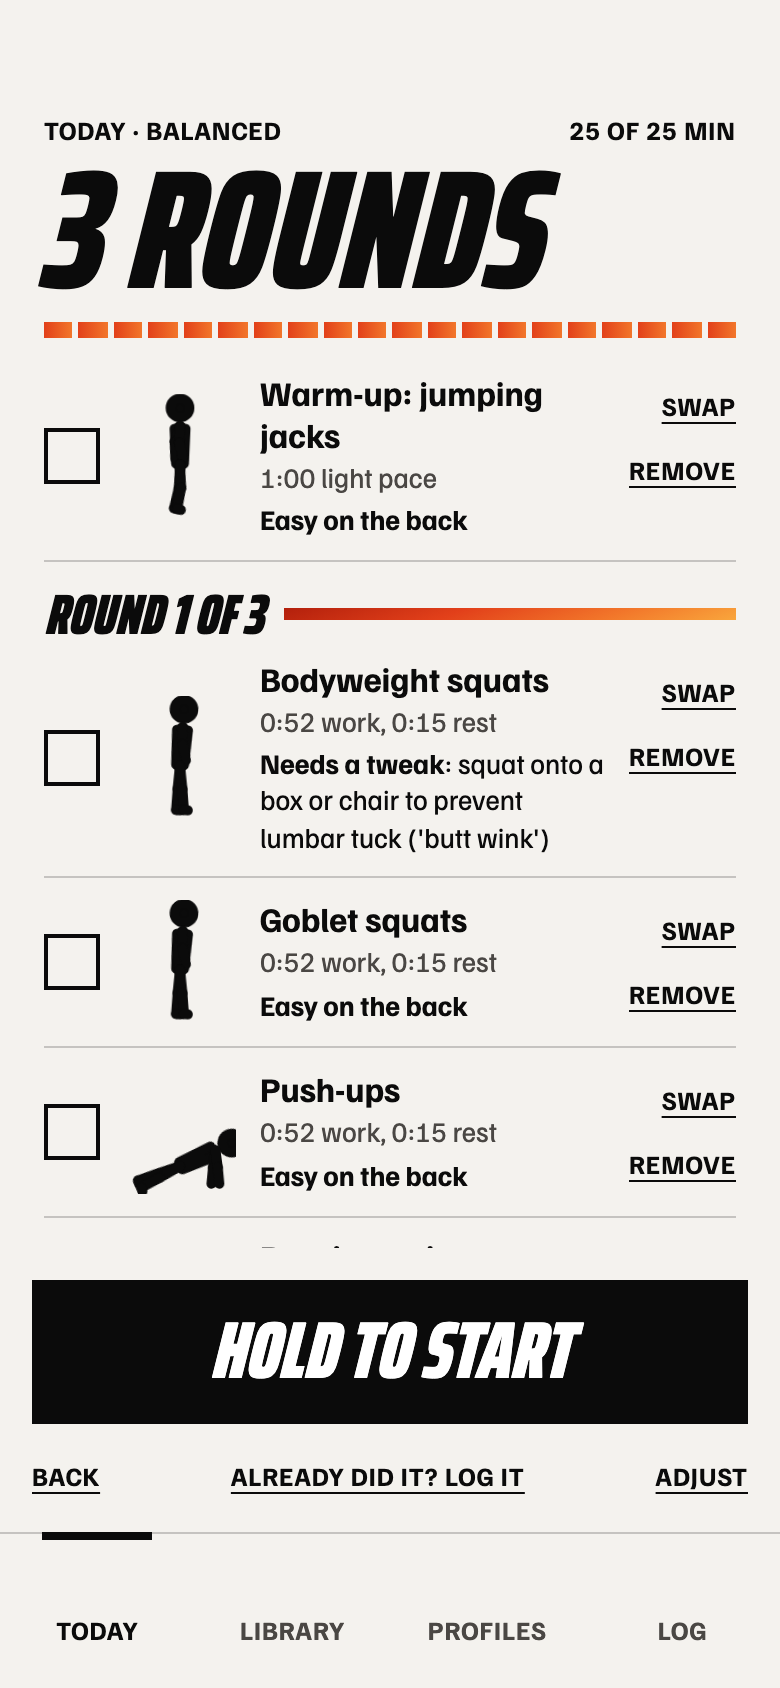 TODAY · BALANCED
25 OF 25 MIN
3 ROUNDS
Warm-up: jumping
jacks
1:00 light pace
Easy on the back
SWAP
REMOVE
ROUND 1 OF 3
Bodyweight squats
0:52 work, 0:15 rest
Needs a tweak: squat onto a
box or chair to prevent
lumbar tuck ('butt wink')
SWAP
REMOVE
Goblet squats
0:52 work, 0:15 rest
Easy on the back
SWAP
REMOVE
Push-ups
0:52 work, 0:15 rest
Easy on the back
SWAP
REMOVE
HOLD TO START
BACK
ALREADY DID IT? LOG IT
ADJUST
TODAY
LIBRARY
PROFILES
LOG